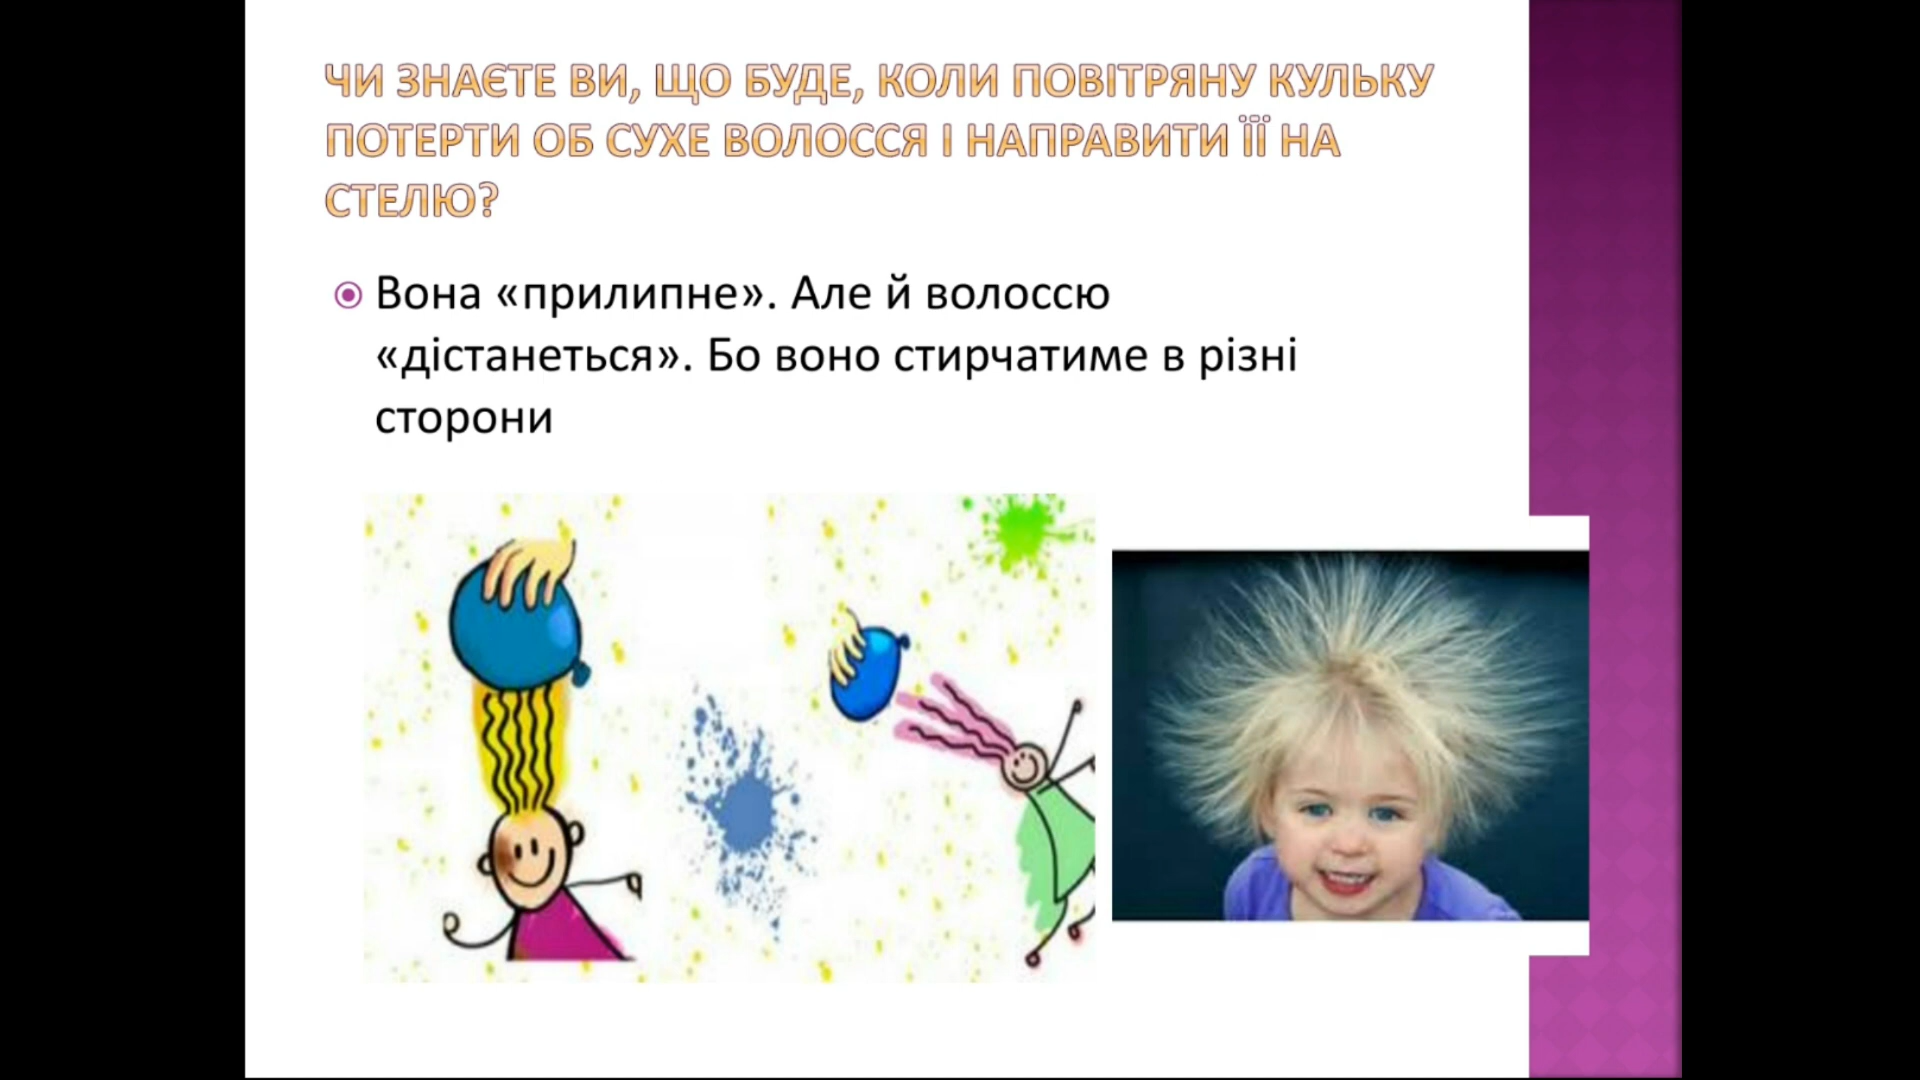 ЧИ ЗНАЄТЕ ВИ, ЩО БУДЕ, КОЛИ ПОВІТРЯНУ КУЛЬКУ
ПОТЕРТИ ОБ СУХЕ ВОЛОССЯ І НАПРАВИТИ ЇЇ НА
СТЕЛЮ?
Вона «прилипне». Але й волоссю
«дістанеться». Бо воно стирчатиме в різні
сторони